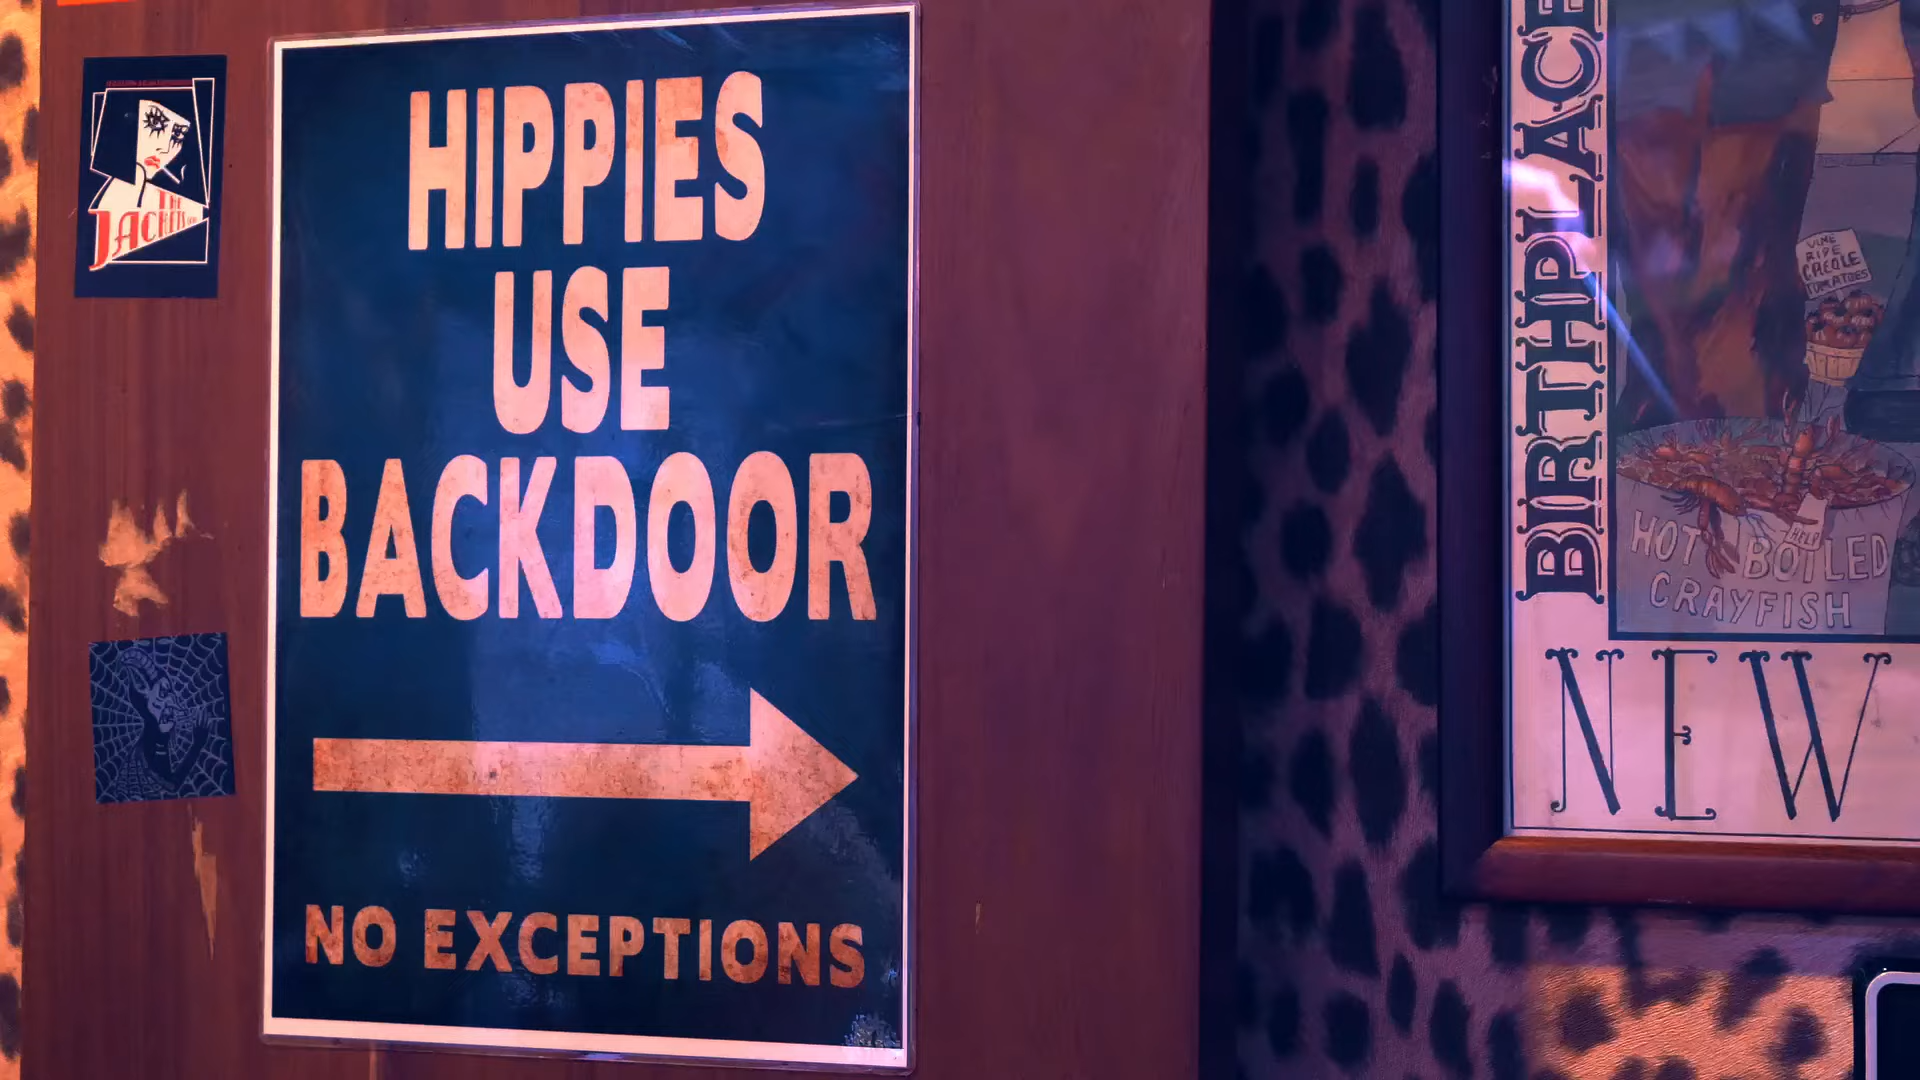 THE
JACKETS
HIPPIES
USE
BACKDOOR
NO EXCEPTIONS
BIRTHPLACE
VINE
RIPE
CREOLE
TOMATOES
HELP
HOT BOILED
CRAYFISH
NEW